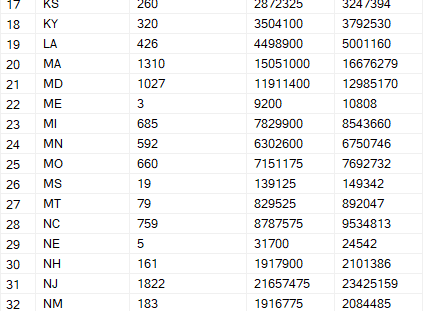 17 KS 260 2872325 3247394
18 KY 320 3504100 3792530
19 LA 426 4498900 5001160
20 MA 1310 15051000 16676279
21 MD 1027 11911400 12985170
22 ME 3 9200 10808
23 MI 685 7829900 8543660
24 MN 592 6302600 6750746
25 MO 660 7151175 7692732
26 MS 19 139125 149342
27 MT 79 829525 892047
28 NC 759 8787575 9534813
29 NE 5 31700 24542
30 NH 161 1917900 2101386
31 NJ 1822 21657475 23425159
32 NM 183 1916775 2084485